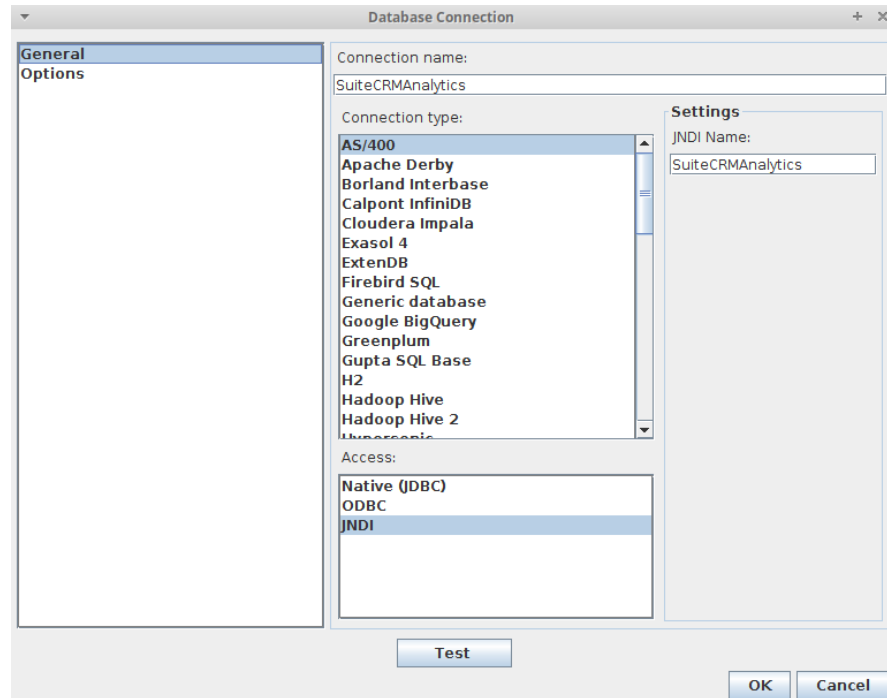 Database Connection
General
Options
Connection name:
SuiteCRMAnalytics
Connection type:
AS/400
Apache Derby
Borland Interbase
Calpont InfiniDB
Cloudera Impala
Exasol 4
ExtenDB
Firebird SQL
Generic database
Google BigQuery
Greenplum
Gupta SQL Base
H2
Hadoop Hive
Hadoop Hive 2
Hypersonic
Settings
JNDI Name:
SuiteCRMAnalytics
Access:
Native (JDBC)
ODBC
JNDI
Test
OK
Cancel